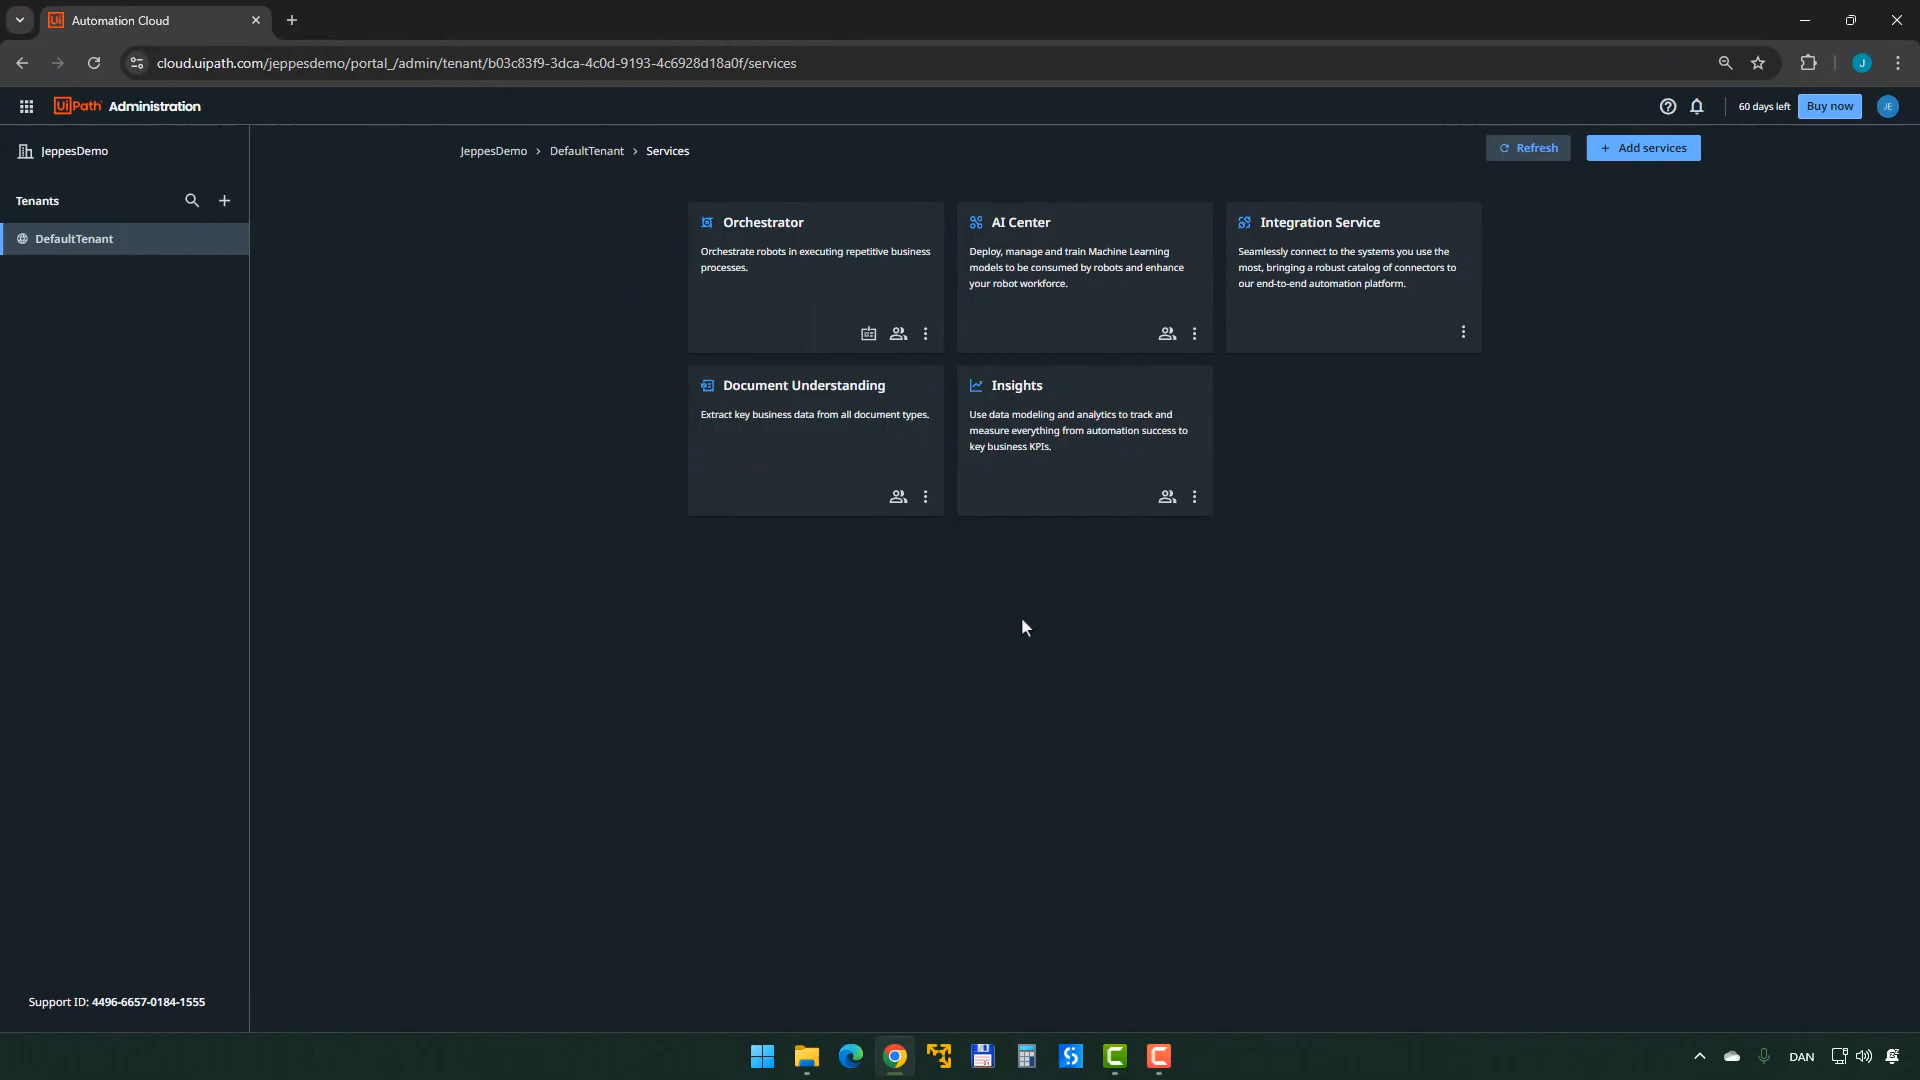 Automation Cloud
cloud.uipath.com/jeppesdemo/portal_/admin/tenant/b03c83f9-3dca-4c0d-9193-4c6928d18a0f/services
J
UiPath Administration
60 days left
Buy now
JE
JeppesDemo
JeppesDemo > DefaultTenant > Services
Refresh
+ Add services
Tenants
DefaultTenant
Orchestrator
Orchestrate robots in executing repetitive business
processes.
AI Center
Deploy, manage and train Machine Learning
models to be consumed by robots and enhance
your robot workforce.
Integration Service
Seamlessly connect to the systems you use the
most, bringing a robust catalog of connectors to
our end-to-end automation platform.
Document Understanding
Extract key business data from all document types.
Insights
Use data modeling and analytics to track and
measure everything from automation success to
key business KPIs.
Support ID: 4496-6657-0184-1555
DAN